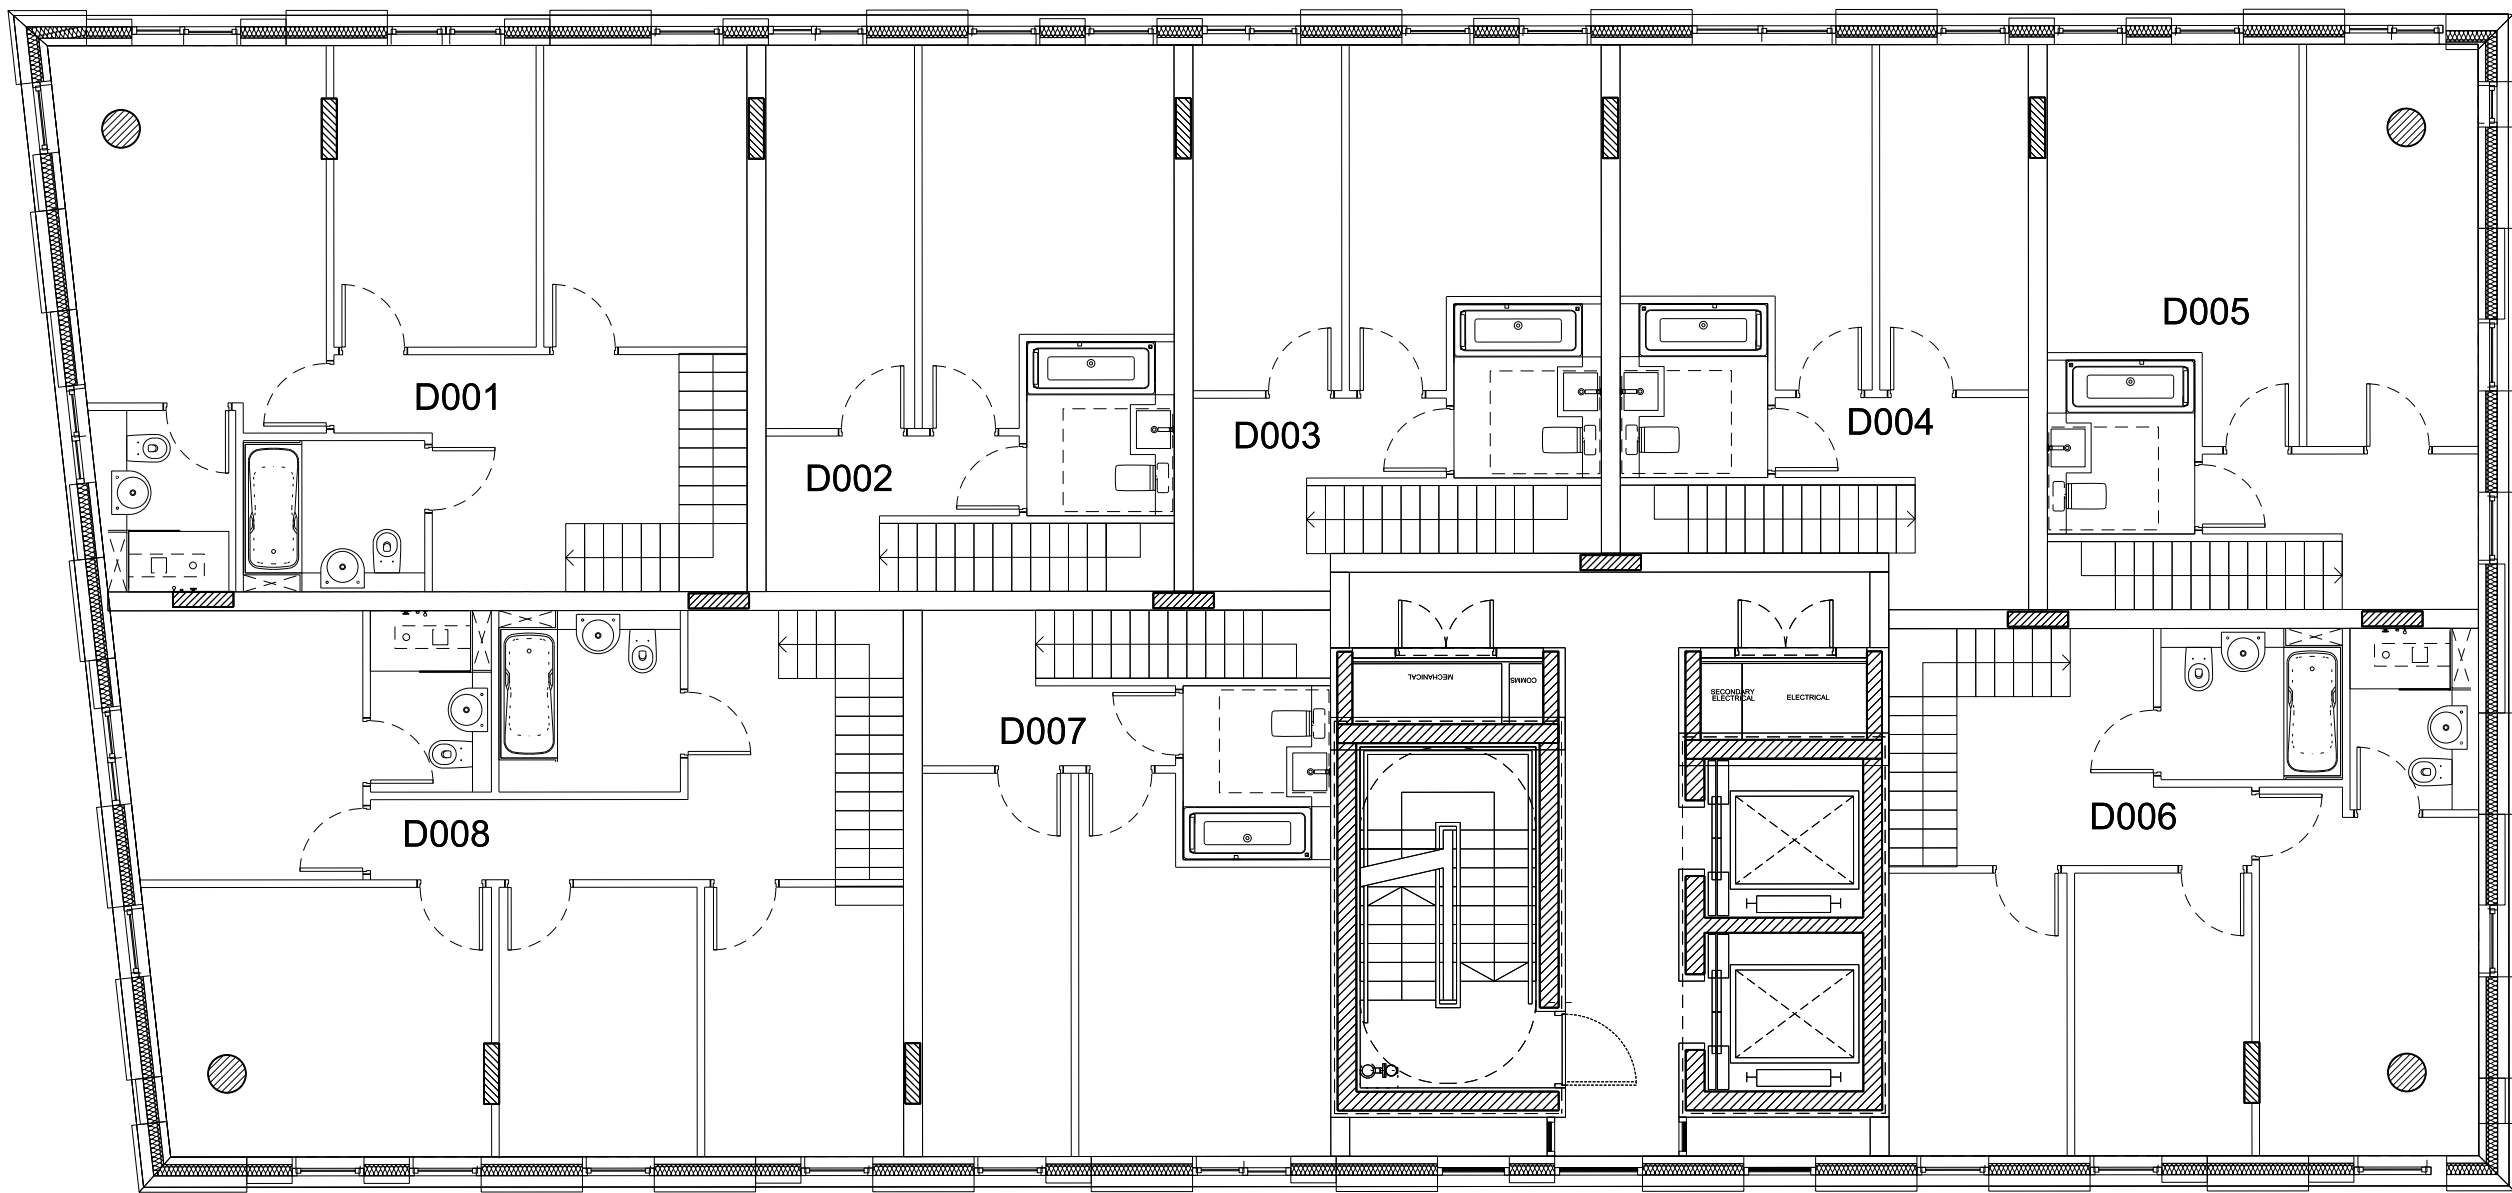 D005
D001
D004
D003
D002
MECHANICAL
COMMS
SECONDARY
ELECTRICAL
ELECTRICAL
D007
D006
D008